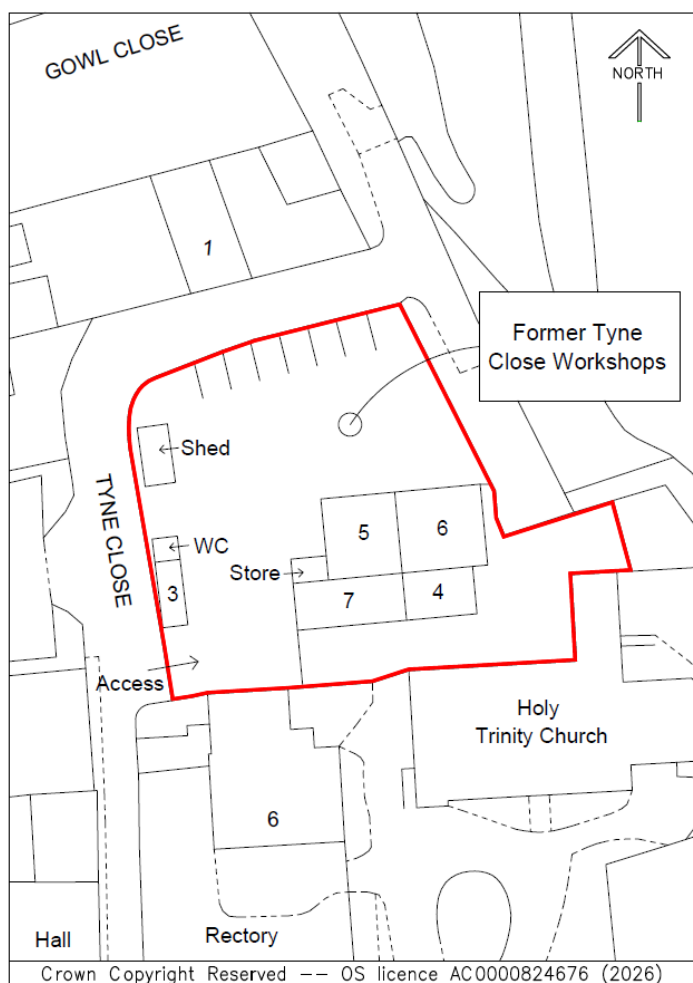 GOWL CLOSE
NORTH
1
Former Tyne
Close Workshops
Shed
TYNE CLOSE
5
6
WC
Store
3
7
4
Access
Holy
Trinity Church
6
Hall
Rectory
Crown Copyright Reserved -- OS licence AC0000824676 (2026)